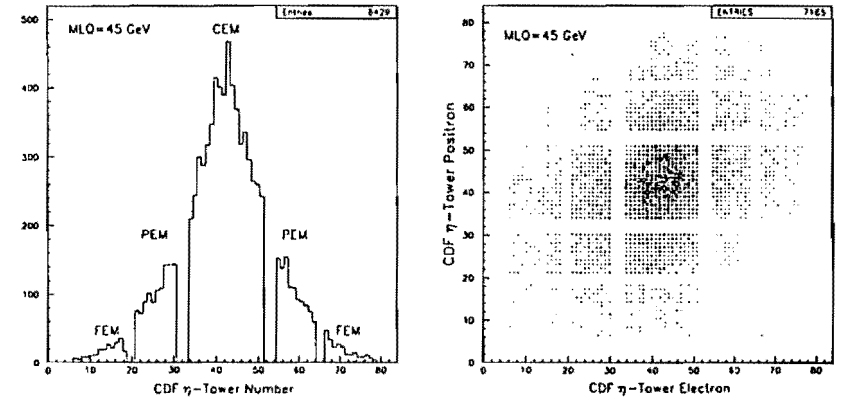 Entries 8429
MLQ=45 GeV
CEM
PEM
PEM
FEM
FEM
500
400
300
200
100
0
0 10 20 30 40 50 60 70 80
CDF η-Tower Number
ENTRIES 7165
MLQ=45 GeV
80
70
60
50
40
30
20
10
0
0 10 20 30 40 50 60 70 80
CDF η-Tower Positron
CDF η-Tower Electron